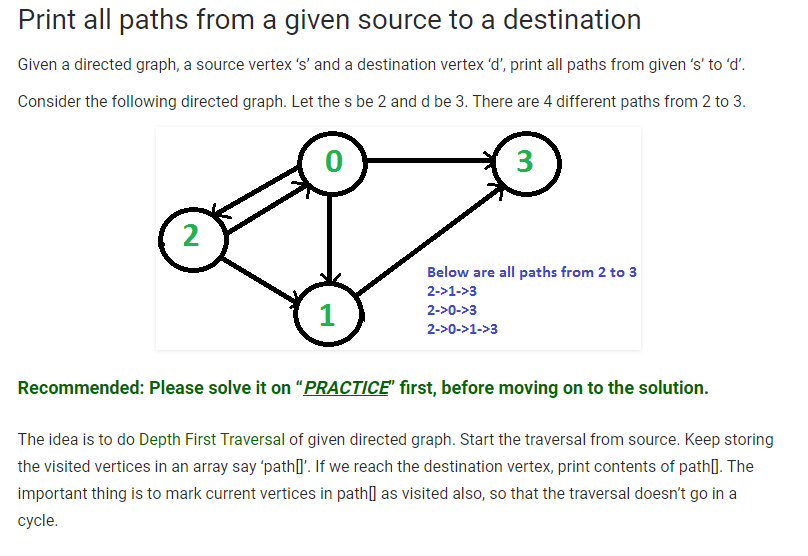 Print all paths from a given source to a destination
Given a directed graph, a source vertex ‘s’ and a destination vertex ‘d’, print all paths from given ‘s’ to ‘d’.
Consider the following directed graph. Let the s be 2 and d be 3. There are 4 different paths from 2 to 3.
0
3
2
1
Below are all paths from 2 to 3
2->1->3
2->0->3
2->0->1->3
Recommended: Please solve it on “PRACTICE” first, before moving on to the solution.
The idea is to do Depth First Traversal of given directed graph. Start the traversal from source. Keep storing
the visited vertices in an array say ‘path[]’. If we reach the destination vertex, print contents of path[]. The
important thing is to mark current vertices in path[] as visited also, so that the traversal doesn’t go in a
cycle.